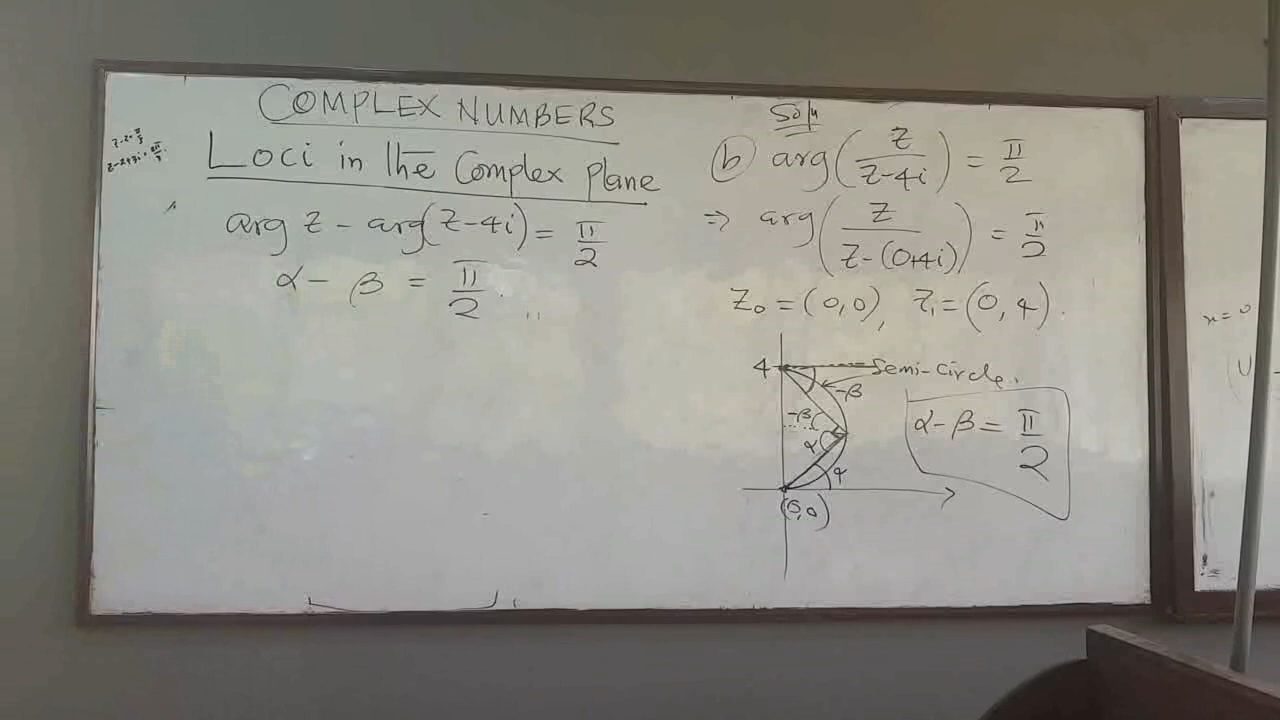 COMPLEX NUMBERS
Loci in the Complex plane
arg z - arg(z-4i) = π/2
α - β = π/2
Soln
(b) arg(z/(z-4i)) = π/2
⇒ arg(z/(z-(0+4i))) = π/2
z₀ = (0,0), z₁ = (0,4).
4
Semi-circle.
-β
-β
α
α
(0,0)
α - β = π/2